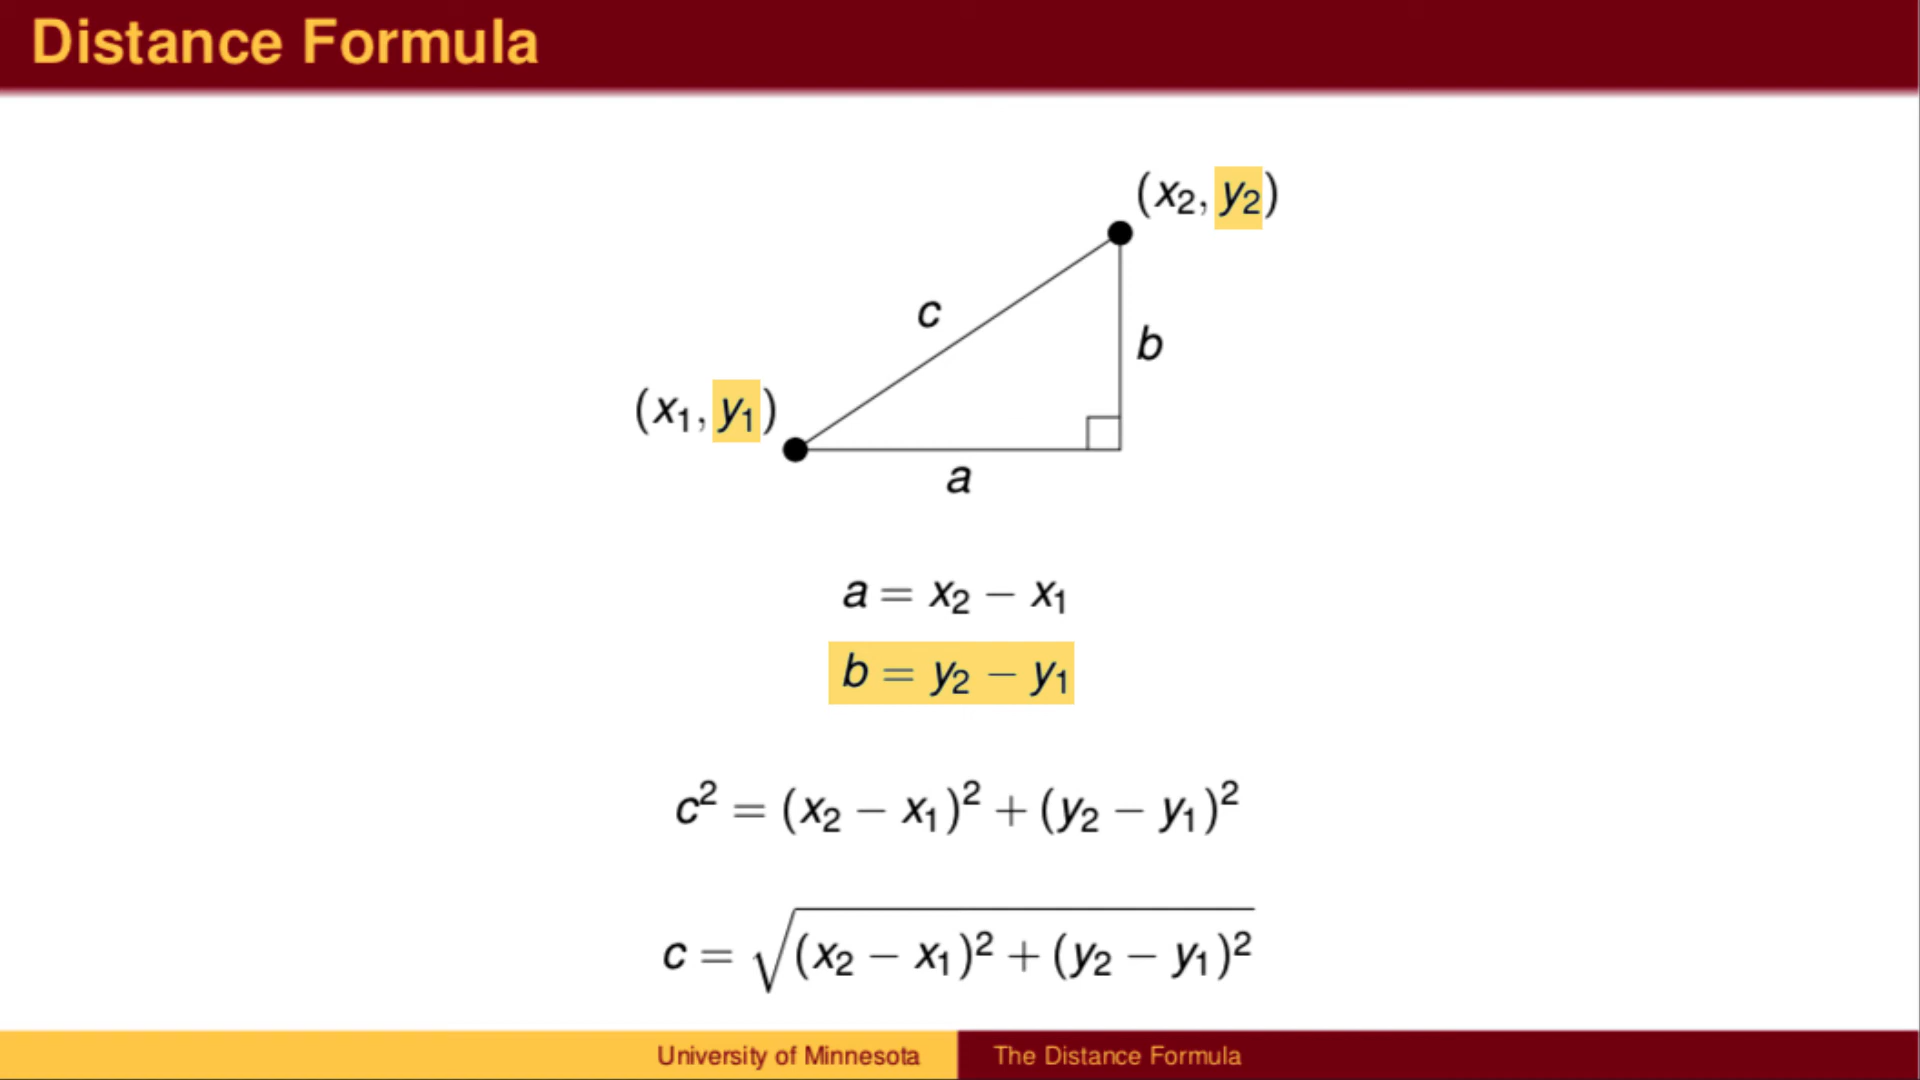 Distance Formula
(x₂, y₂)
c
b
(x₁, y₁)
a
a = x₂ − x₁
b = y₂ − y₁
c² = (x₂ − x₁)² + (y₂ − y₁)²
c = √(x₂ − x₁)² + (y₂ − y₁)²
University of Minnesota
The Distance Formula